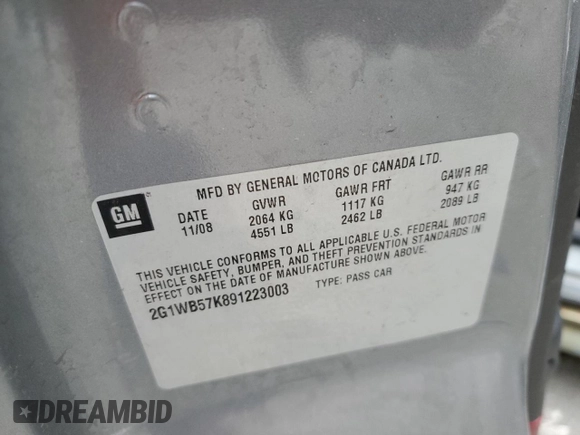 MFD BY GENERAL MOTORS OF CANADA LTD.
GM
DATE GVWR GAWR FRT GAWR RR
11/08 2064 KG 1117 KG 947 KG
4551 LB 2462 LB 2089 LB
THIS VEHICLE CONFORMS TO ALL APPLICABLE U.S. FEDERAL MOTOR
VEHICLE SAFETY, BUMPER, AND THEFT PREVENTION STANDARDS IN
EFFECT ON THE DATE OF MANUFACTURE SHOWN ABOVE.
2G1WB57K891223003 TYPE: PASS CAR
DREAMBID